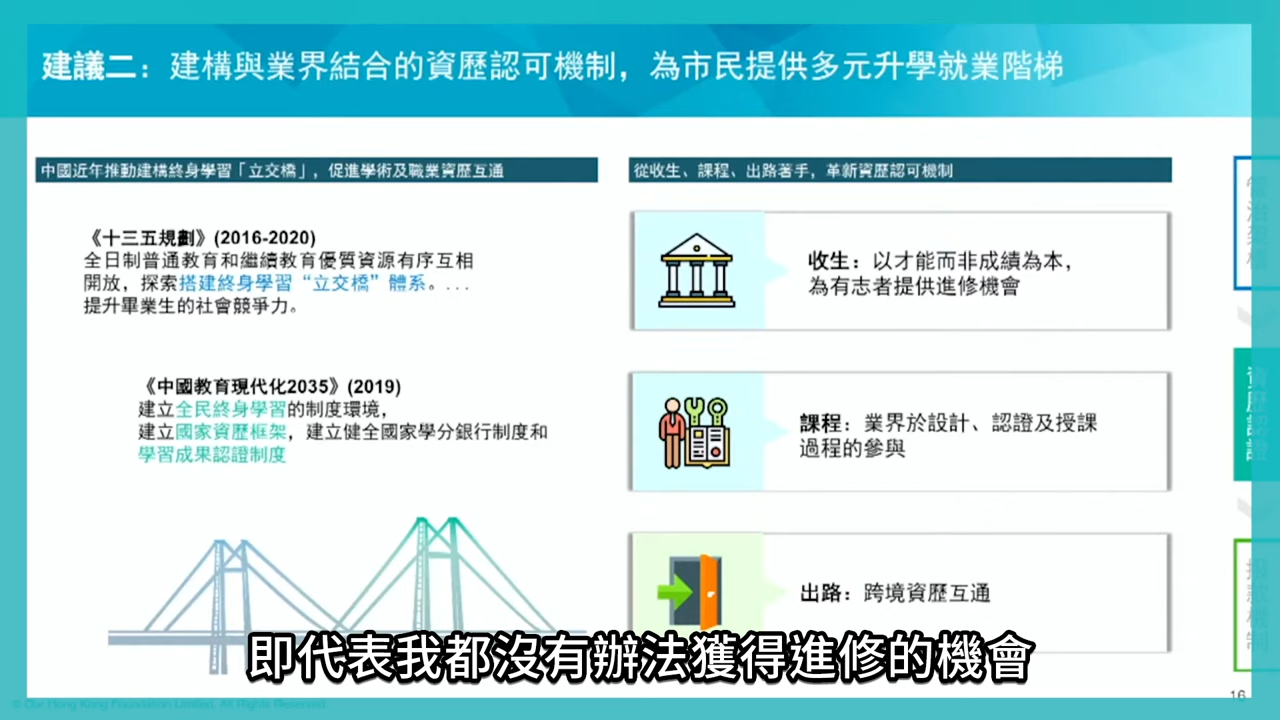 建議二：建構與業界結合的資歷認可機制，為市民提供多元升學就業階梯
中國近年推動建構終身學習「立交橋」，促進學術及職業資歷互通
《十三五規劃》(2016-2020)
全日制普通教育和繼續教育優質資源有序互相
開放，探索搭建終身學習“立交橋”體系。...
提升畢業生的社會競爭力。
《中國教育現代化2035》(2019)
建立全民終身學習的制度環境，
建立國家資歷框架，建立健全國家學分銀行制度和
學習成果認證制度
從收生、課程、出路著手，革新資歷認可機制
收生：以才能而非成績為本，
為有志者提供進修機會
課程：業界於設計、認證及授課
過程的參與
出路：跨境資歷互通
管治架構
資歷認證
撥款機制
即代表我都沒有辦法獲得進修的機會
16
© Our Hong Kong Foundation Limited. All Rights Reserved.